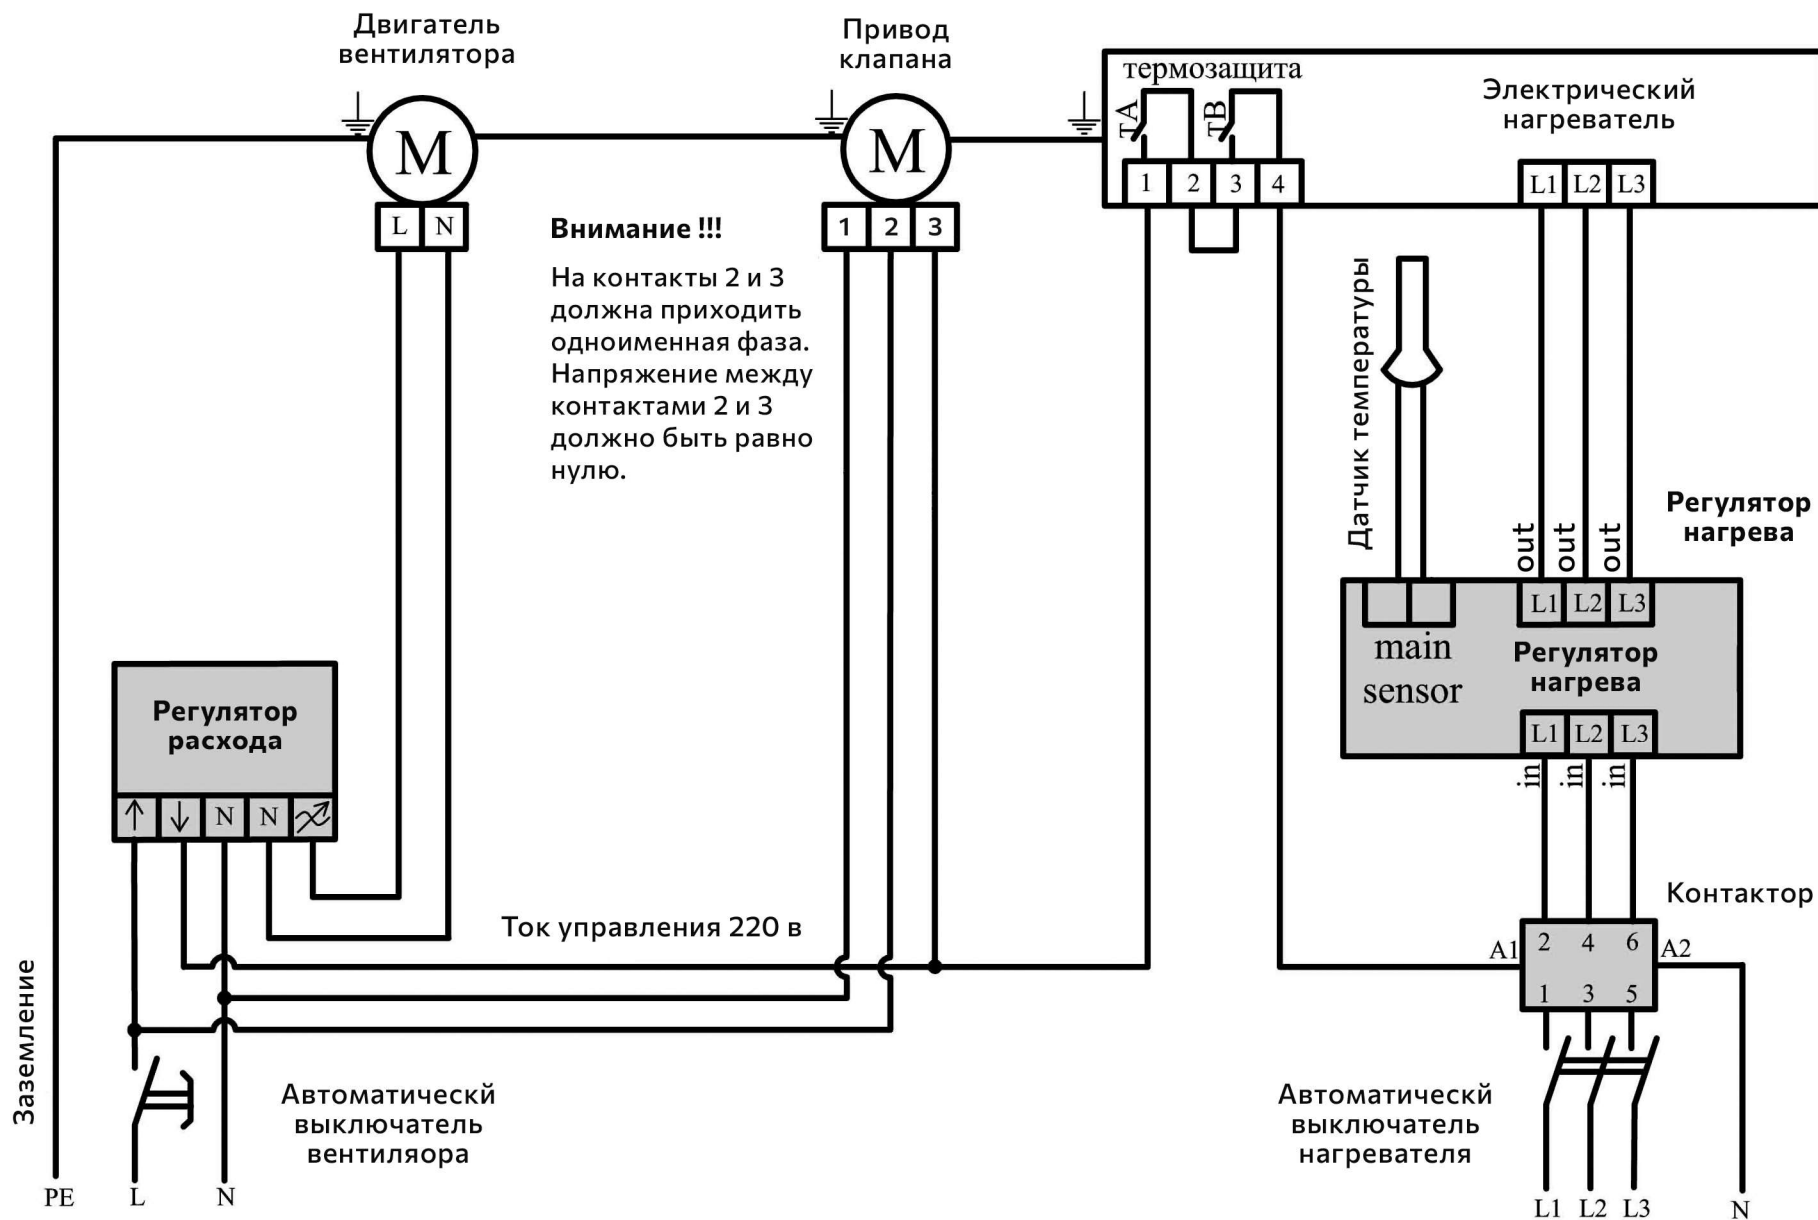 Двигатель
вентилятора
Привод
клапана
термозащита
тА
тВ
Электрический
нагреватель
M
M
1 2 3 4
L1 L2 L3
L N
1 2 3
Внимание !!!
На контакты 2 и 3
должна приходить
одноименная фаза.
Напряжение между
контактами 2 и 3
должно быть равно
нулю.
Датчик температуры
Регулятор
нагрева
out out out
L1 L2 L3
main
sensor
Регулятор
нагрева
L1 L2 L3
in in in
Регулятор
расхода
N N
Ток управления 220 в
Контактор
A1
2 4 6
A2
1 3 5
Заземление
Автоматическй
выключатель
вентиляора
Автоматическй
выключатель
нагревателя
PE L N
L1 L2 L3 N